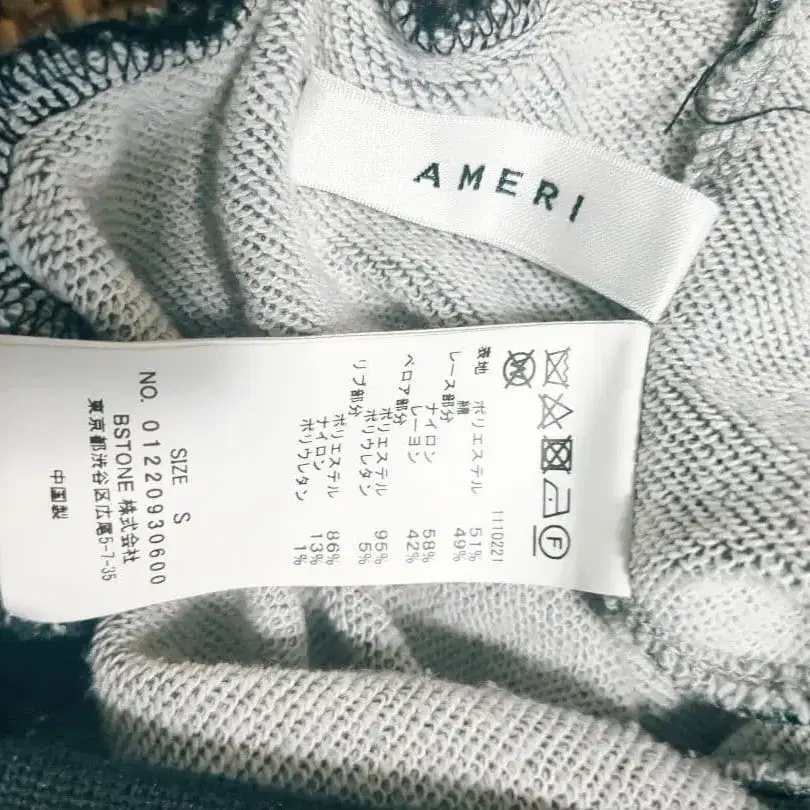 AMERI
F
W
1110221
表地 ポリエステル 51%
綿 49%
レース部分 ナイロン 58%
レーヨン 42%
ベロア部分 ポリエステル 95%
ポリウレタン 5%
リブ部分 ポリエステル 86%
ナイロン 13%
ポリウレタン 1%
SIZE S
NO. 01220930600
BSTONE 株式会社
東京都渋谷区広尾5-7-35
中国製